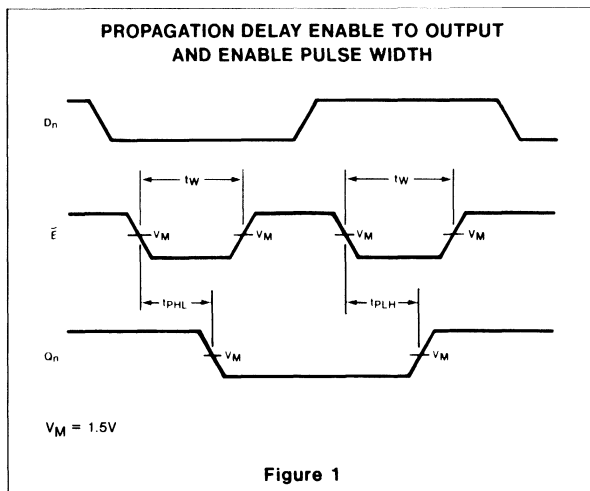 PROPAGATION DELAY ENABLE TO OUTPUT
AND ENABLE PULSE WIDTH
Dn
tW tW
E̅ VM VM VM VM
tPHL tPLH
Qn VM VM
VM = 1.5V
Figure 1